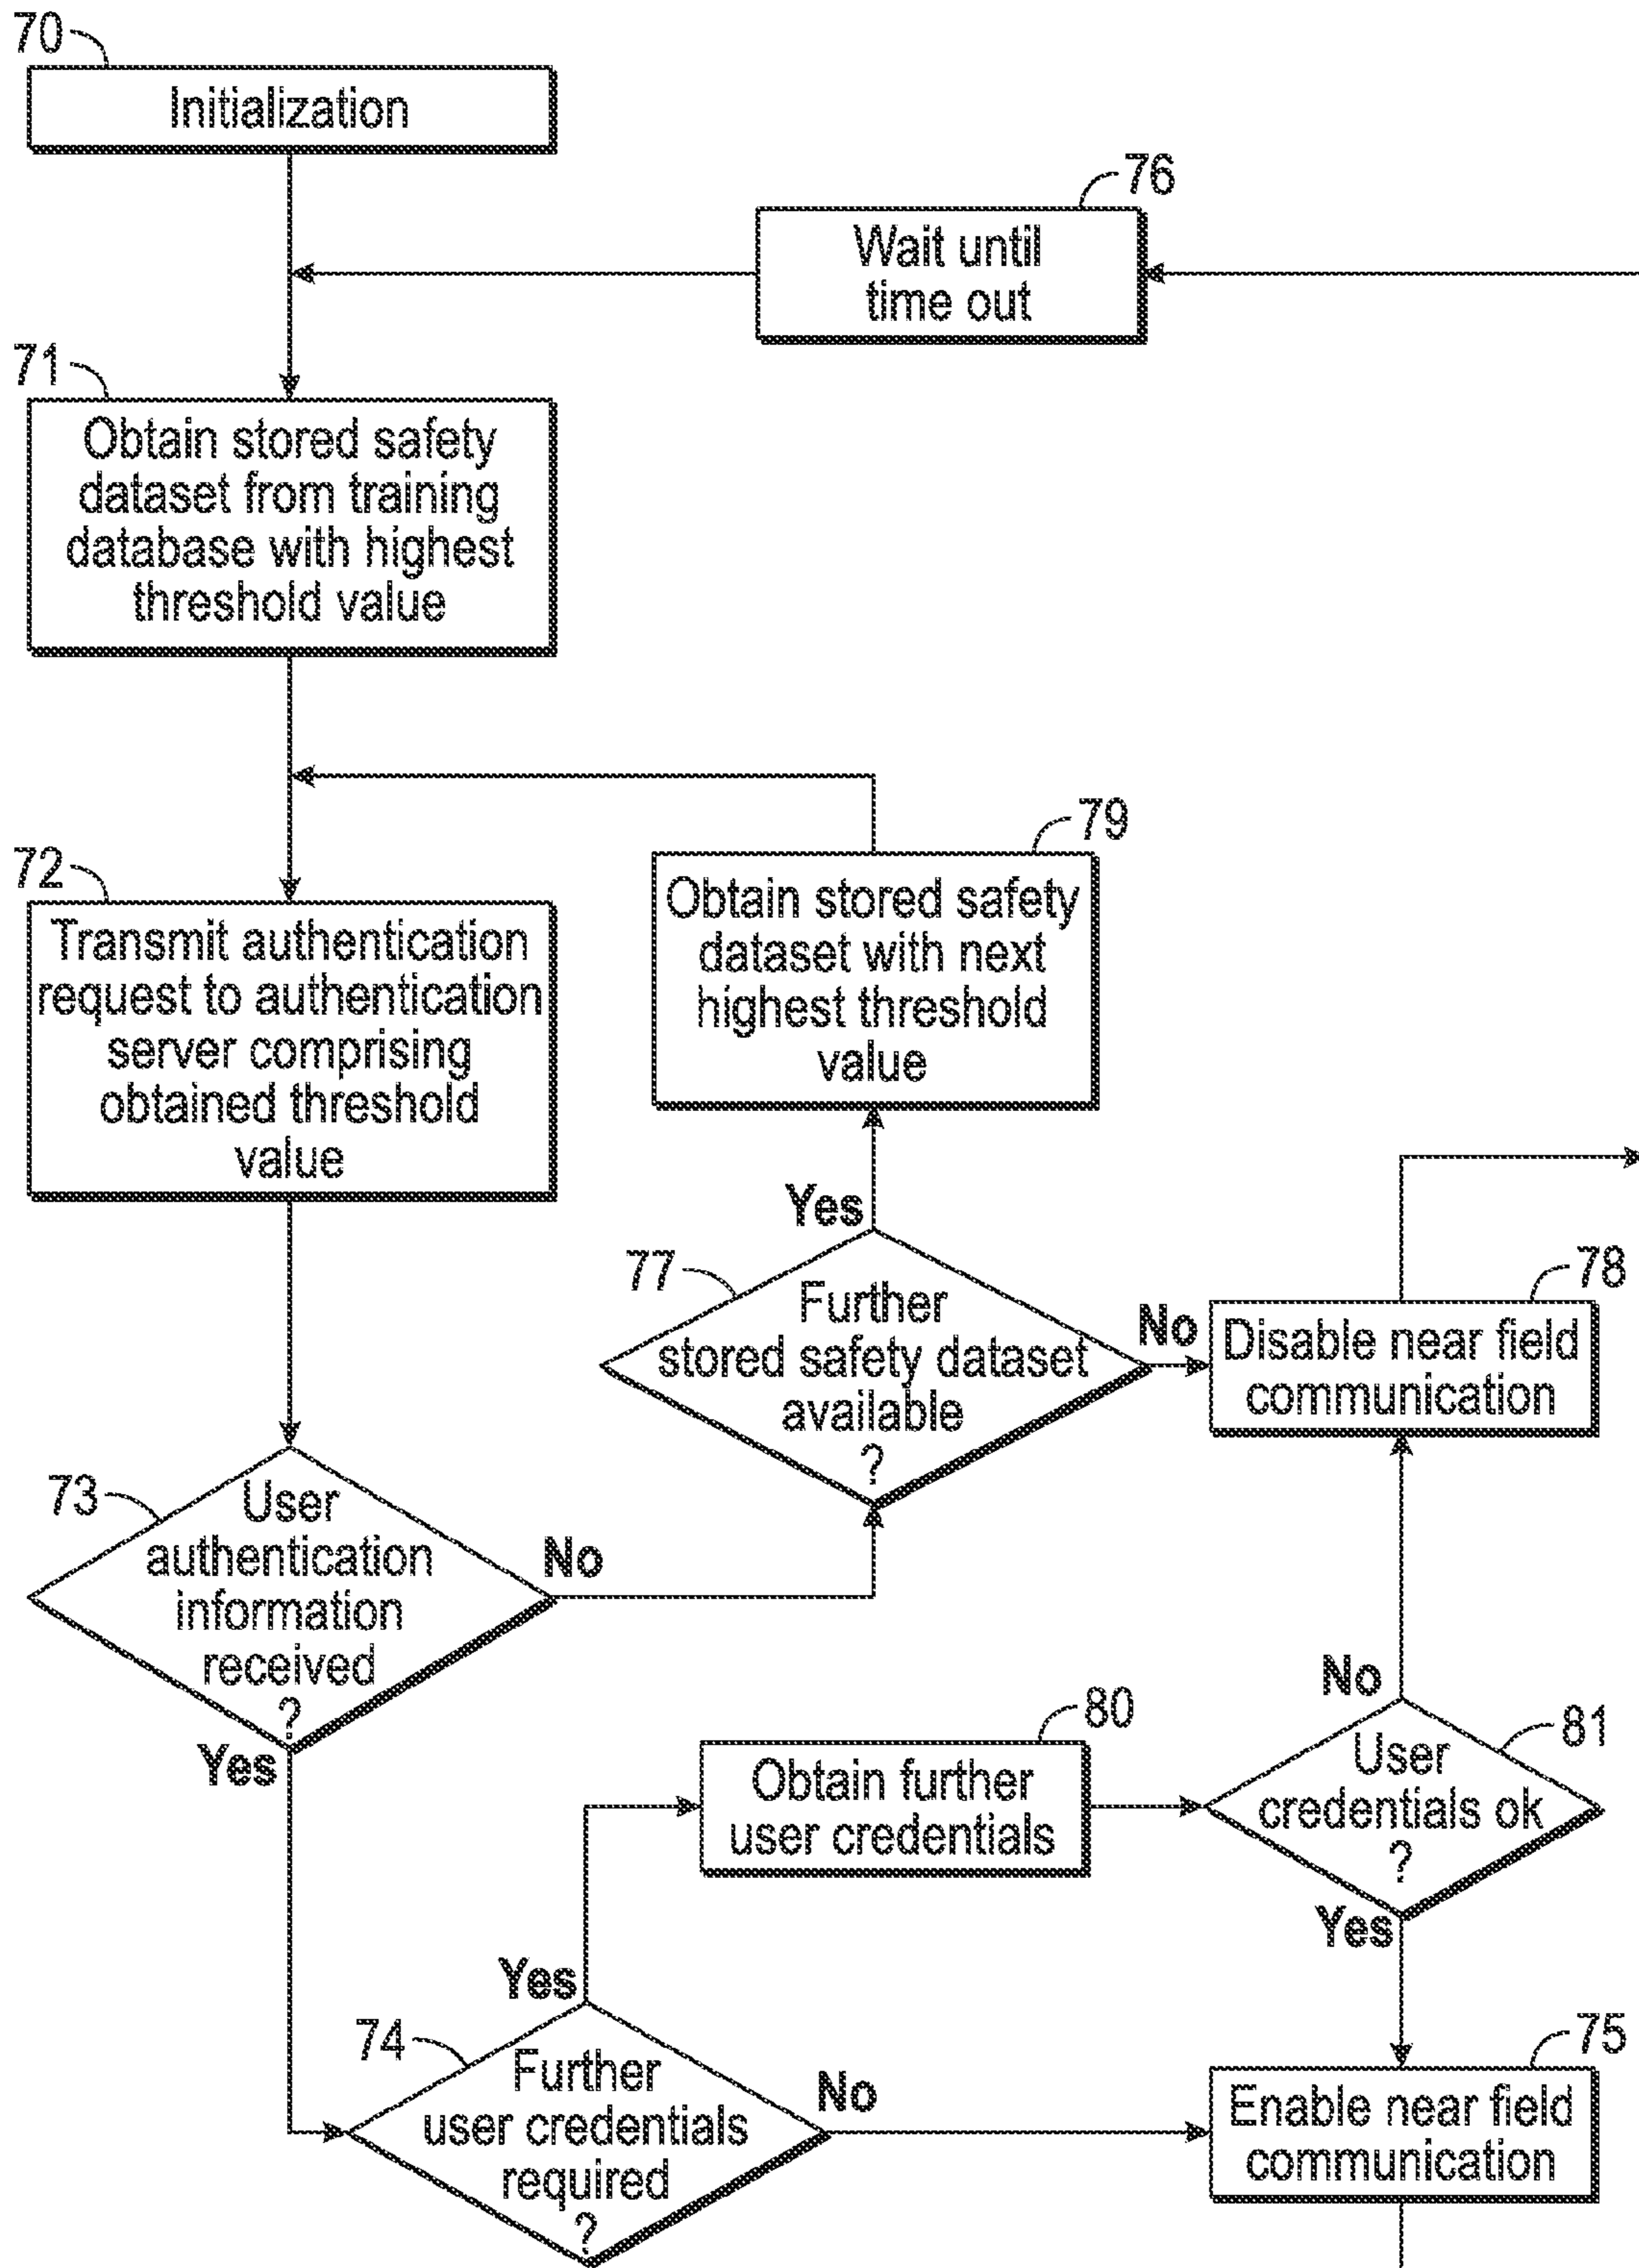 70
Initialization
76
Wait until
time out
71
Obtain stored safety
dataset from training
database with highest
threshold value
79
72
Obtain stored safety
dataset with next
highest threshold
value
Transmit authentication
request to authentication
server comprising
obtained threshold
value
Yes
77
Further
stored safety dataset
available
?
No
78
Disable near field
communication
73
User
authentication
information
received
?
No
Yes
80
Obtain further
user credentials
No
81
User
credentials ok
?
Yes
Yes
74
Further
user credentials
required
?
No
75
Enable near field
communication